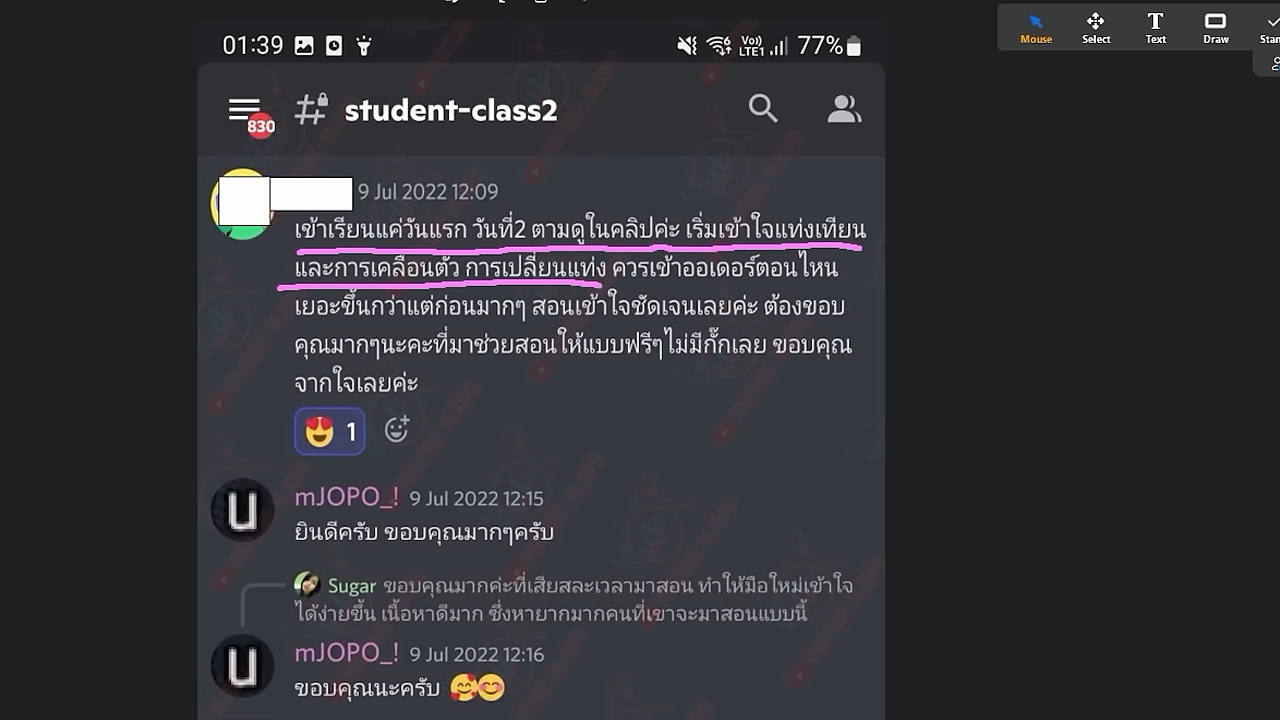 Mouse Select Text Draw
01:39 77%
830 # student-class2
9 Jul 2022 12:09
เข้าเรียนแค่วันแรก วันที่2 ตามดูในคลิปค่ะ เริ่มเข้าใจแท่งเทียน
และการเคลื่อนตัว การเปลี่ยนแท่ง ควรเข้าออเดอร์ตอนไหน
เยอะขึ้นกว่าแต่ก่อนมากๆ สอนเข้าใจชัดเจนเลยค่ะ ต้องขอบ
คุณมากๆนะคะที่มาช่วยสอนให้แบบฟรีๆไม่มีกั๊กเลย ขอบคุณ
จากใจเลยค่ะ
😍 1
mJOPO_! 9 Jul 2022 12:15
ยินดีครับ ขอบคุณมากๆครับ
Sugar ขอบคุณมากค่ะที่เสียสละเวลามาสอน ทำให้มือใหม่เข้าใจ
ได้ง่ายขึ้น เนื้อหาดีมาก ซึ่งหายากมากคนที่เขาจะมาสอนแบบนี้
mJOPO_! 9 Jul 2022 12:16
ขอบคุณนะครับ 🥰😊